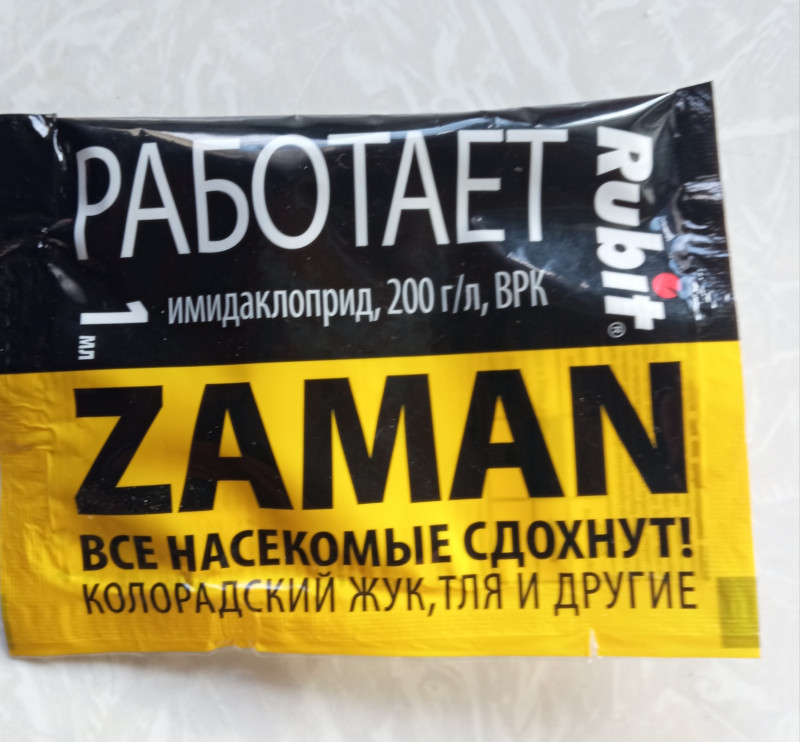 РАБОТАЕТ
Rubit®
имидаклоприд, 200 г/л, ВРК
1 мл
ZAMAN
ВСЕ НАСЕКОМЫЕ СДОХНУТ!
КОЛОРАДСКИЙ ЖУК,ТЛЯ И ДРУГИЕ